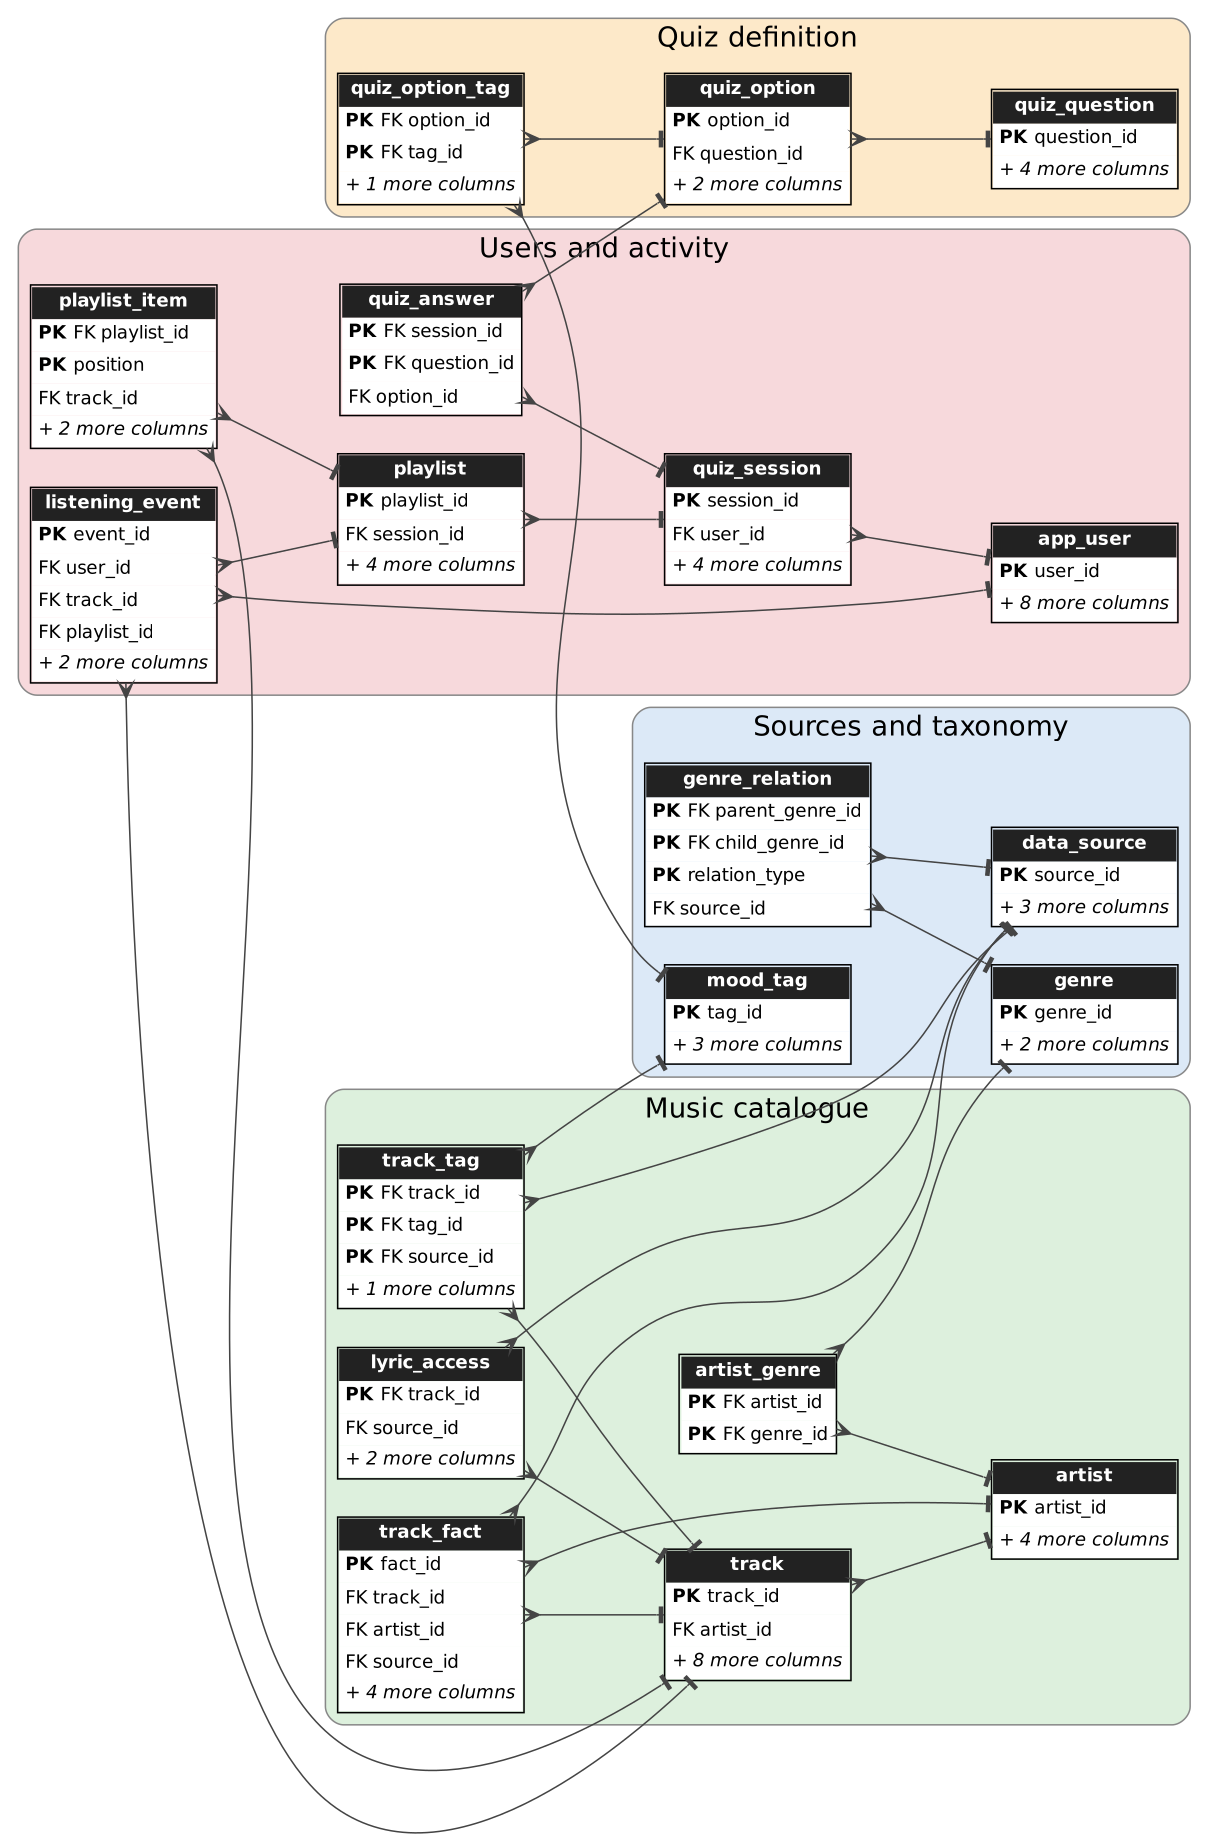 Quiz definition
quiz_option_tag
PK FK option_id
PK FK tag_id
+ 1 more columns
quiz_option
PK option_id
FK question_id
+ 2 more columns
quiz_question
PK question_id
+ 4 more columns
Users and activity
playlist_item
PK FK playlist_id
PK position
FK track_id
+ 2 more columns
quiz_answer
PK FK session_id
PK FK question_id
FK option_id
listening_event
PK event_id
FK user_id
FK track_id
FK playlist_id
+ 2 more columns
playlist
PK playlist_id
FK session_id
+ 4 more columns
quiz_session
PK session_id
FK user_id
+ 4 more columns
app_user
PK user_id
+ 8 more columns
Sources and taxonomy
genre_relation
PK FK parent_genre_id
PK FK child_genre_id
PK relation_type
FK source_id
data_source
PK source_id
+ 3 more columns
mood_tag
PK tag_id
+ 3 more columns
genre
PK genre_id
+ 2 more columns
Music catalogue
track_tag
PK FK track_id
PK FK tag_id
PK FK source_id
+ 1 more columns
lyric_access
PK FK track_id
FK source_id
+ 2 more columns
artist_genre
PK FK artist_id
PK FK genre_id
artist
PK artist_id
+ 4 more columns
track_fact
PK fact_id
FK track_id
FK artist_id
FK source_id
+ 4 more columns
track
PK track_id
FK artist_id
+ 8 more columns